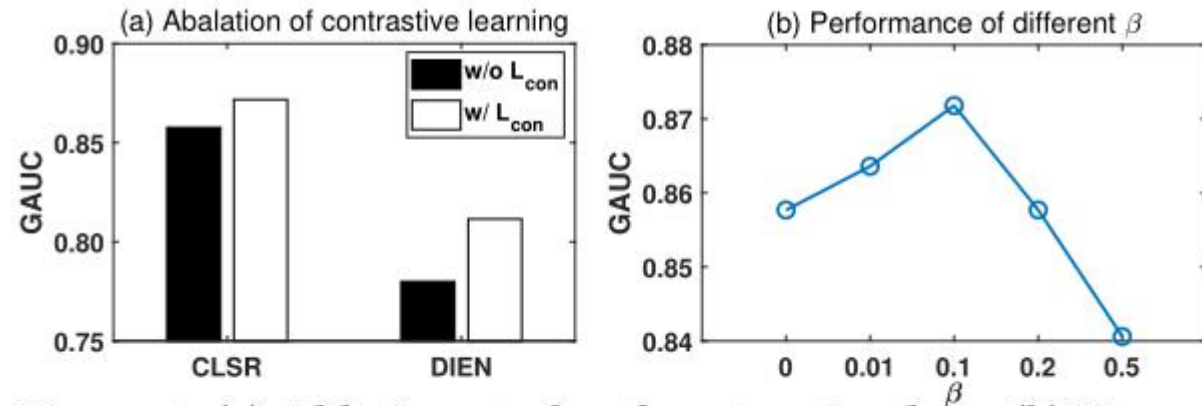 (a) Abalation of contrastive learning
0.90
0.85
0.80
0.75
GAUC
w/o L_con
w/ L_con
CLSR
DIEN
(b) Performance of different β
0.88
0.87
0.86
0.85
0.84
GAUC
0
0.01
0.1
0.2
0.5
β